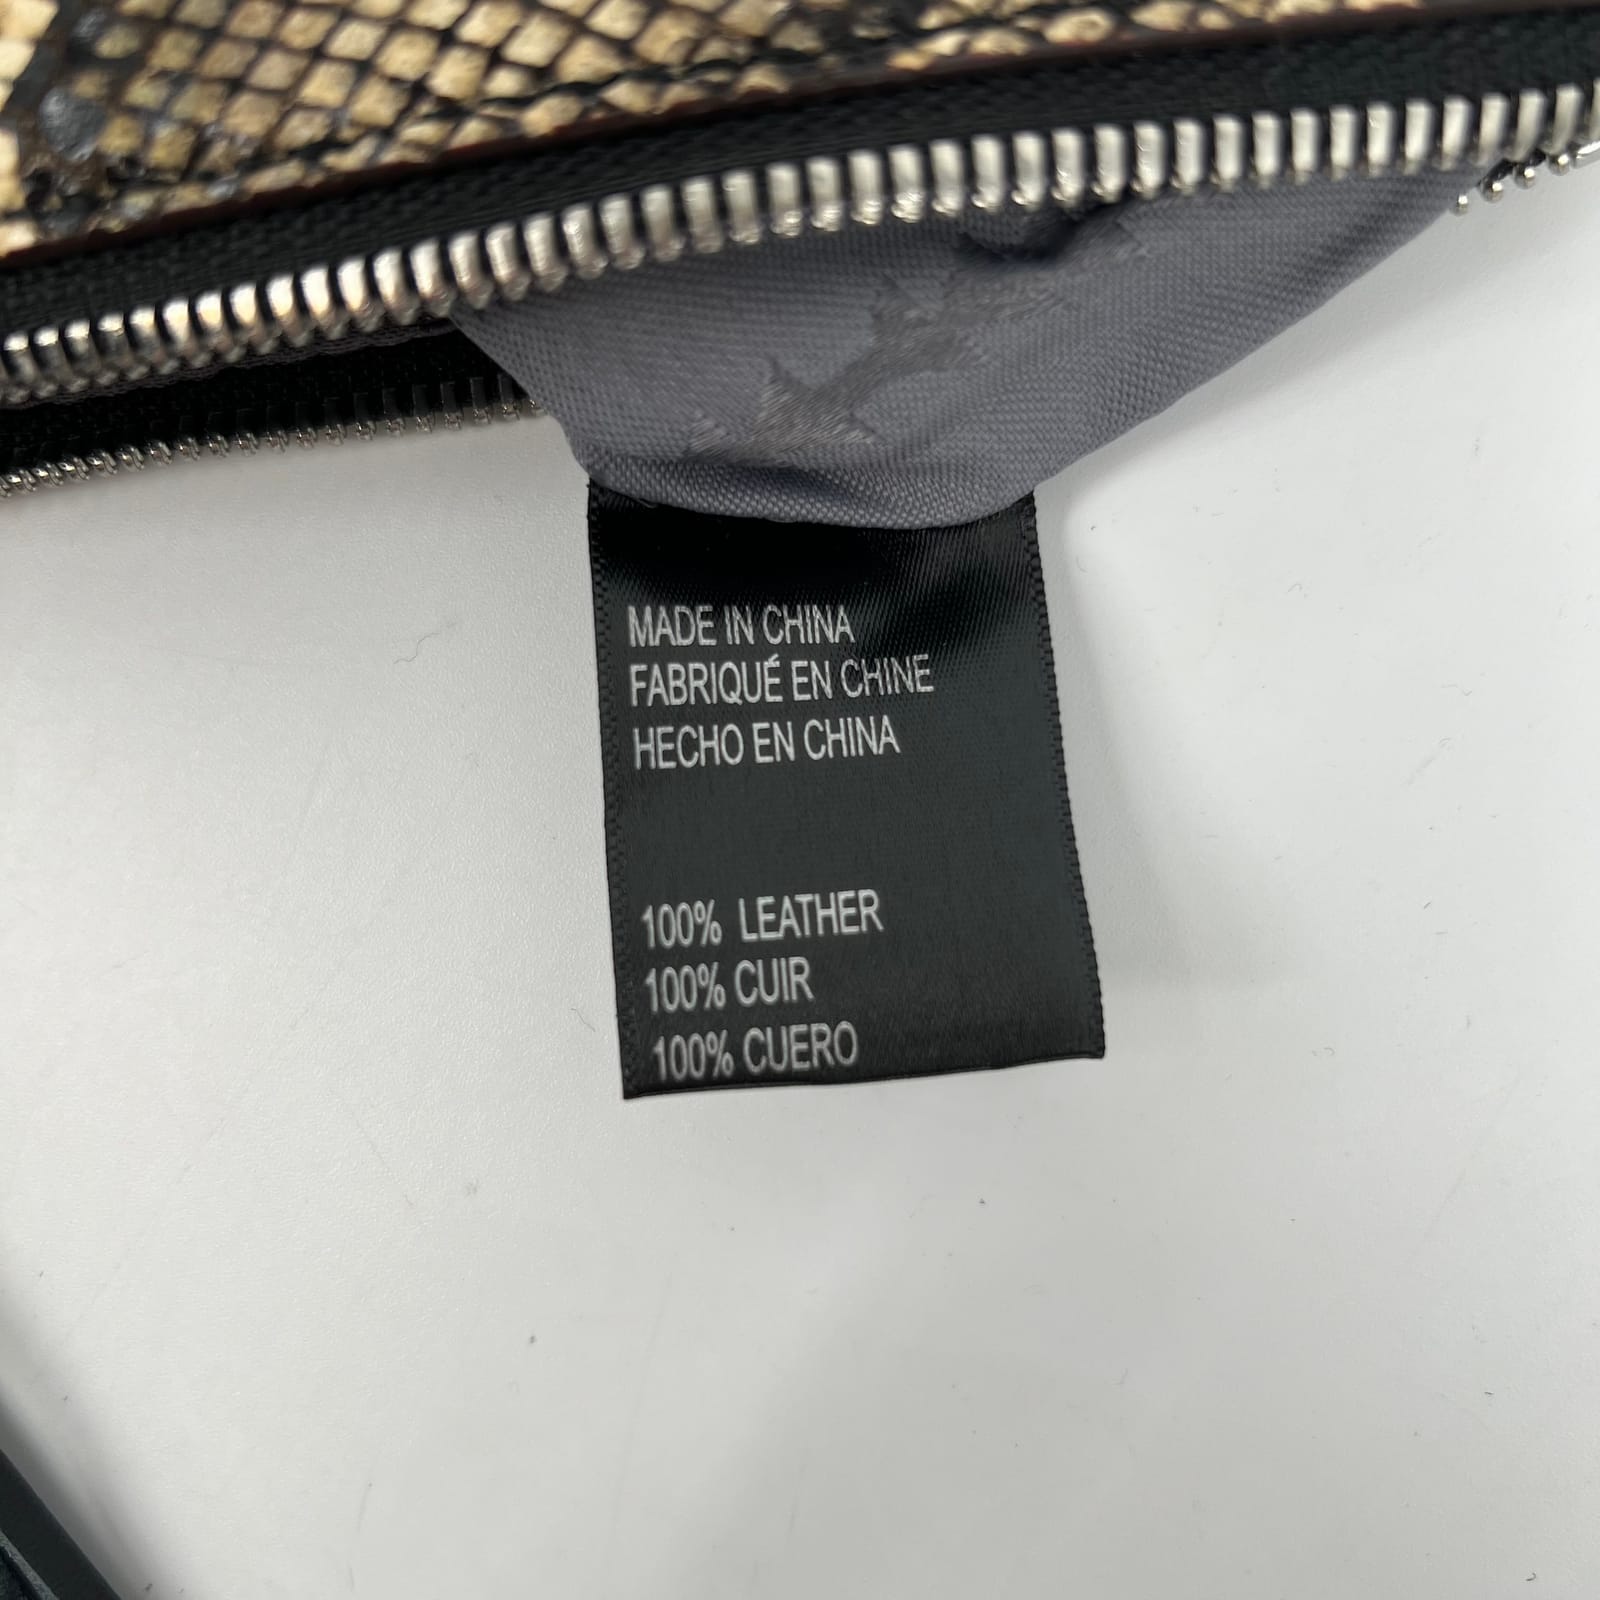 MADE IN CHINA
FABRIQUÉ EN CHINE
HECHO EN CHINA
100% LEATHER
100% CUIR
100% CUERO